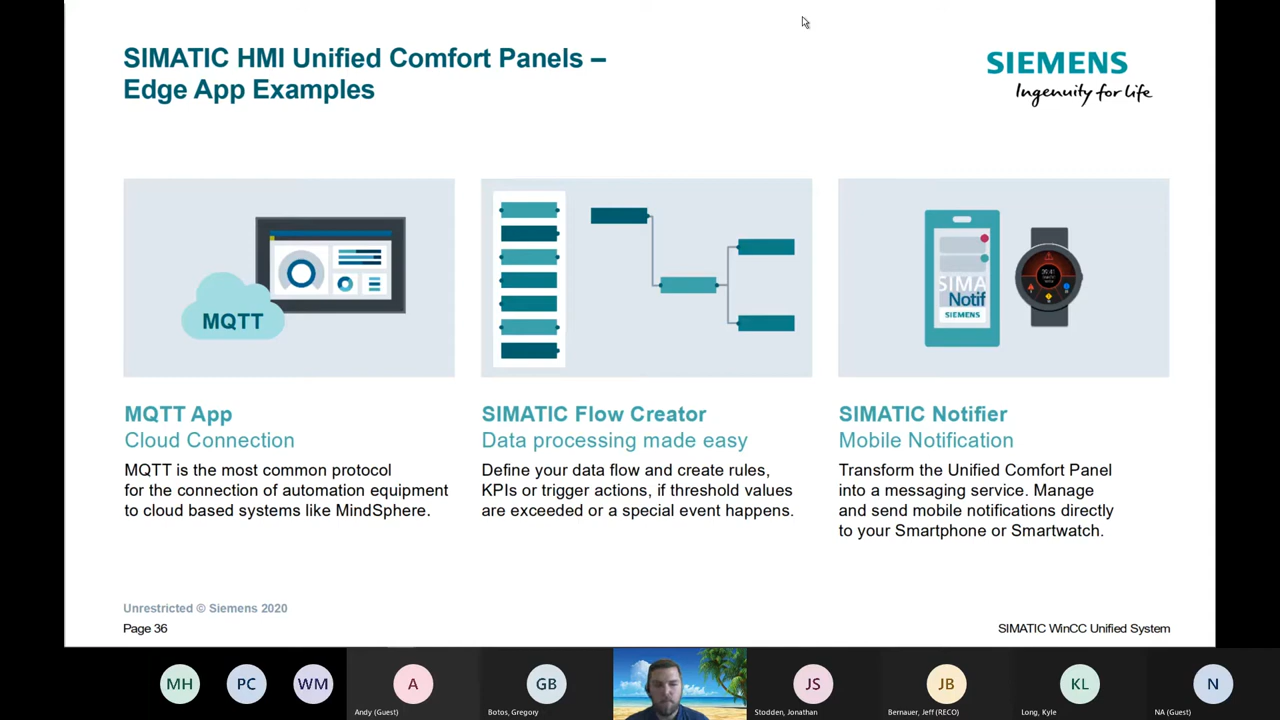 SIMATIC HMI Unified Comfort Panels –
Edge App Examples
SIEMENS
Ingenuity for life
MQTT
SIMA
Notif
SIEMENS
09:41
MQTT App
Cloud Connection
MQTT is the most common protocol
for the connection of automation equipment
to cloud based systems like MindSphere.
SIMATIC Flow Creator
Data processing made easy
Define your data flow and create rules,
KPIs or trigger actions, if threshold values
are exceeded or a special event happens.
SIMATIC Notifier
Mobile Notification
Transform the Unified Comfort Panel
into a messaging service. Manage
and send mobile notifications directly
to your Smartphone or Smartwatch.
Unrestricted © Siemens 2020
Page 36
SIMATIC WinCC Unified System
MH
PC
WM
A
Andy (Guest)
GB
Botos, Gregory
JS
Stodden, Jonathan
JB
Bernauer, Jeff (RECO)
KL
Long, Kyle
N
NA (Guest)